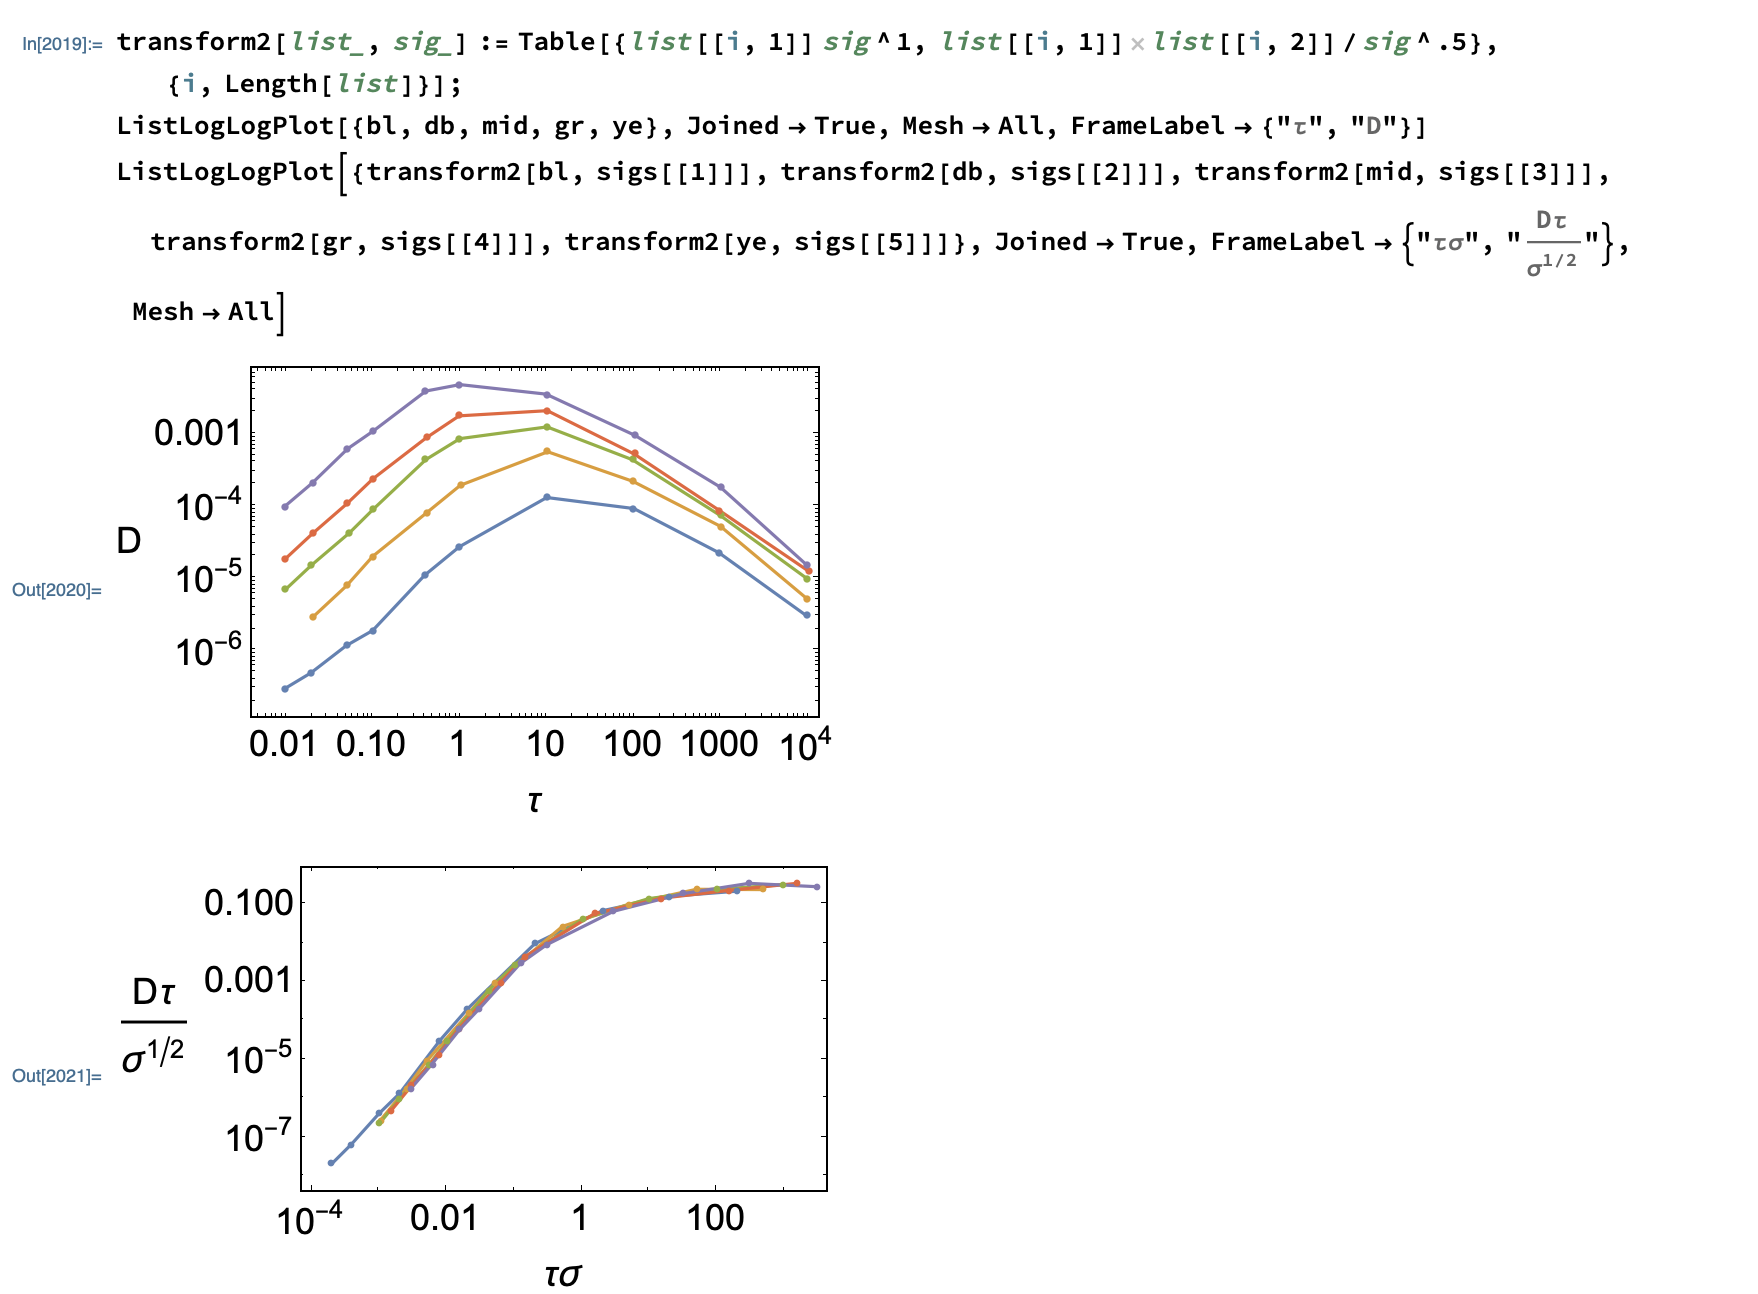 In[2019]:= transform2[list_, sig_] := Table[{list[[i, 1]] sig^1, list[[i, 1]] × list[[i, 2]] / sig^.5},
{i, Length[list]}];
ListLogLogPlot[{bl, db, mid, gr, ye}, Joined → True, Mesh → All, FrameLabel → {"τ", "D"}]
ListLogLogPlot[{transform2[bl, sigs[[1]]], transform2[db, sigs[[2]]], transform2[mid, sigs[[3]]],
transform2[gr, sigs[[4]]], transform2[ye, sigs[[5]]]}, Joined → True, FrameLabel → {"τσ", "Dτ/σ^1/2"},
Mesh → All]
0.001
10^−4
D
10^−5
Out[2020]=
10^−6
0.01 0.10 1 10 100 1000 10^4
τ
0.100
0.001
Dτ
σ^1/2
10^−5
Out[2021]=
10^−7
10^−4 0.01 1 100
τσ